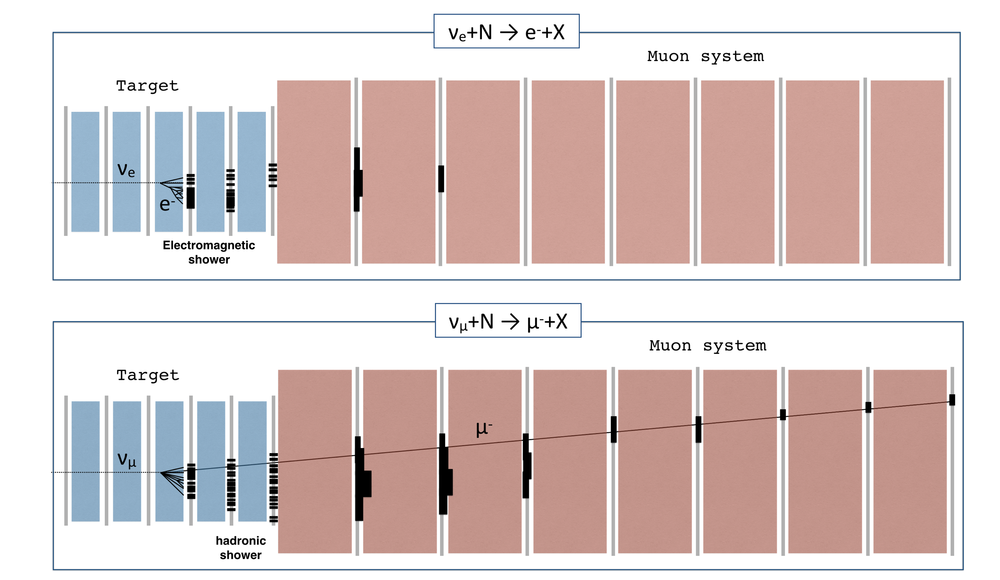 νe+N → e-+X
Muon system
Target
νe
e-
Electromagnetic
shower
νμ+N → μ-+X
Muon system
Target
μ-
νμ
hadronic
shower